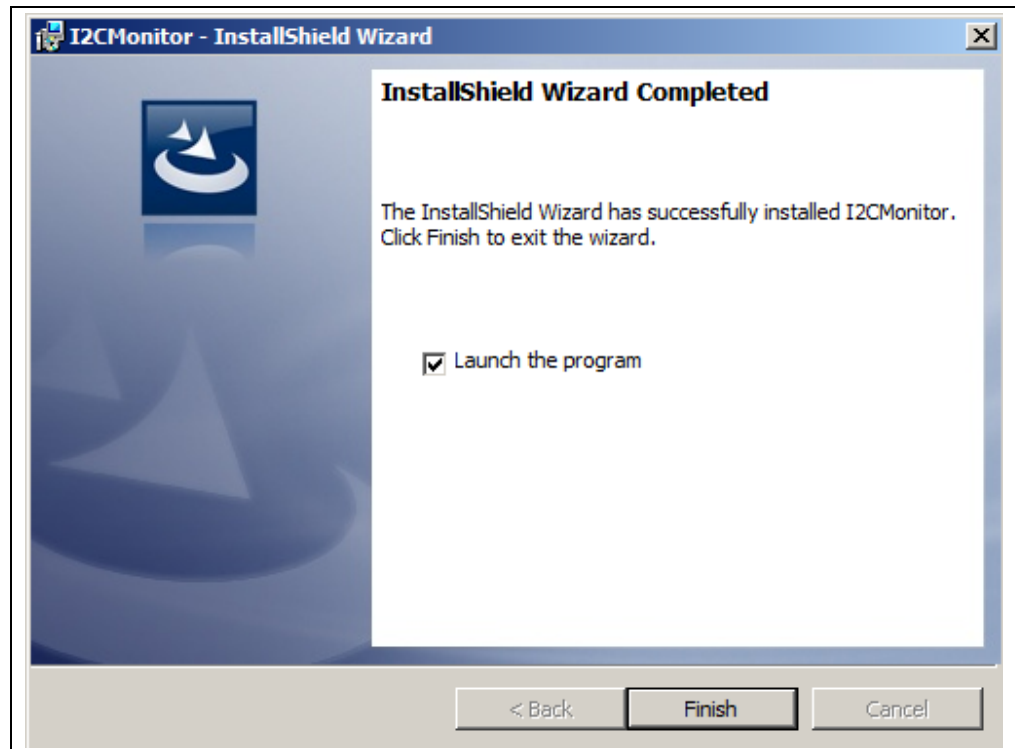 I2CMonitor - InstallShield Wizard
InstallShield Wizard Completed
The InstallShield Wizard has successfully installed I2CMonitor.
Click Finish to exit the wizard.
Launch the program
< Back
Finish
Cancel